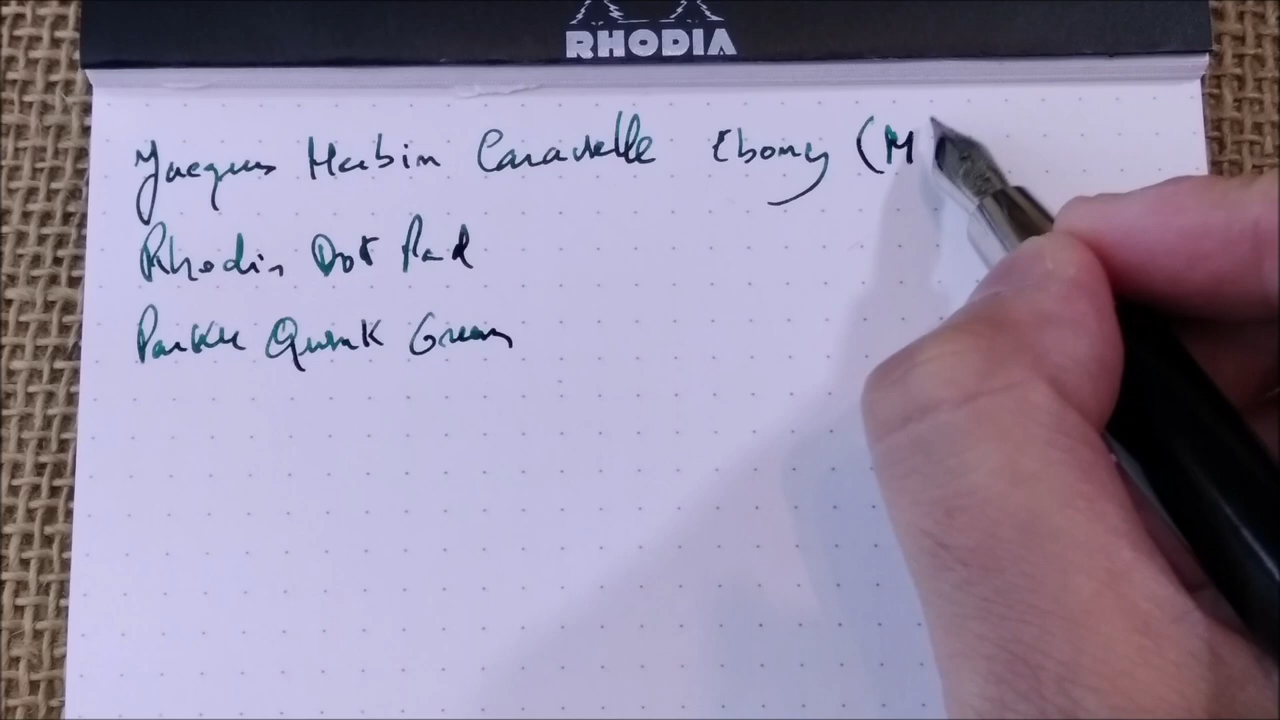 RHODIA
Jacques Herbin Caravelle Ebony (M
Rhodia Dot Pad
Parker Quink Green